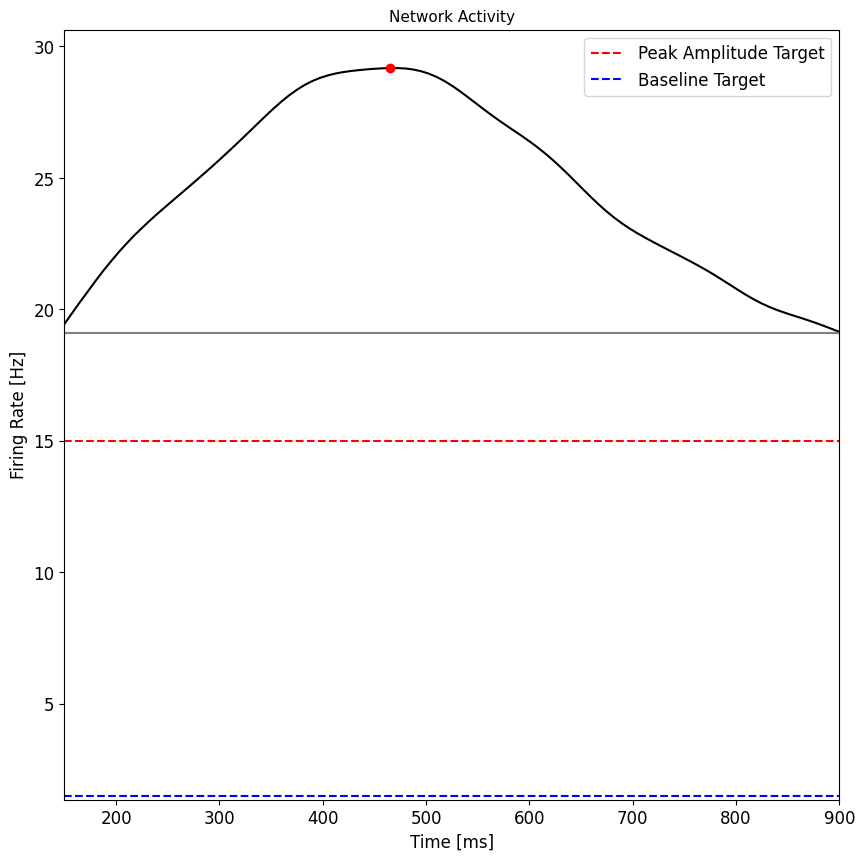 Network Activity
Peak Amplitude Target
Baseline Target
Firing Rate [Hz]
30
25
20
15
10
5
200 300 400 500 600 700 800 900
Time [ms]